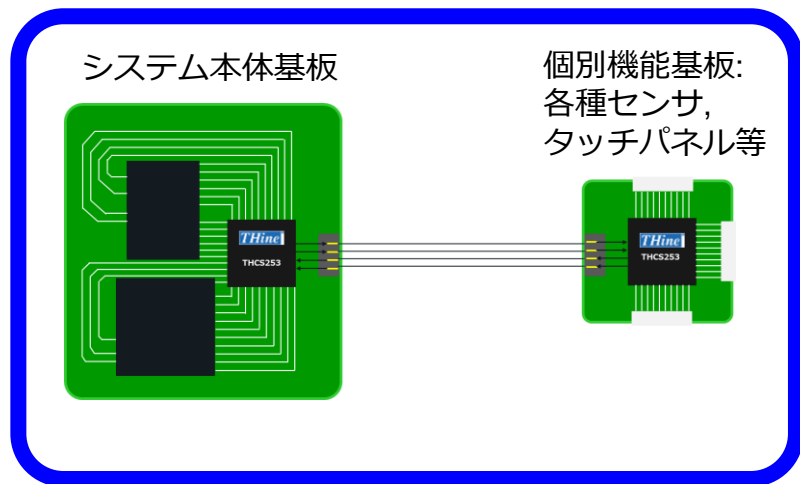 システム本体基板
個別機能基板:
各種センサ,
タッチパネル等
THine
THCS253
THine
THCS253